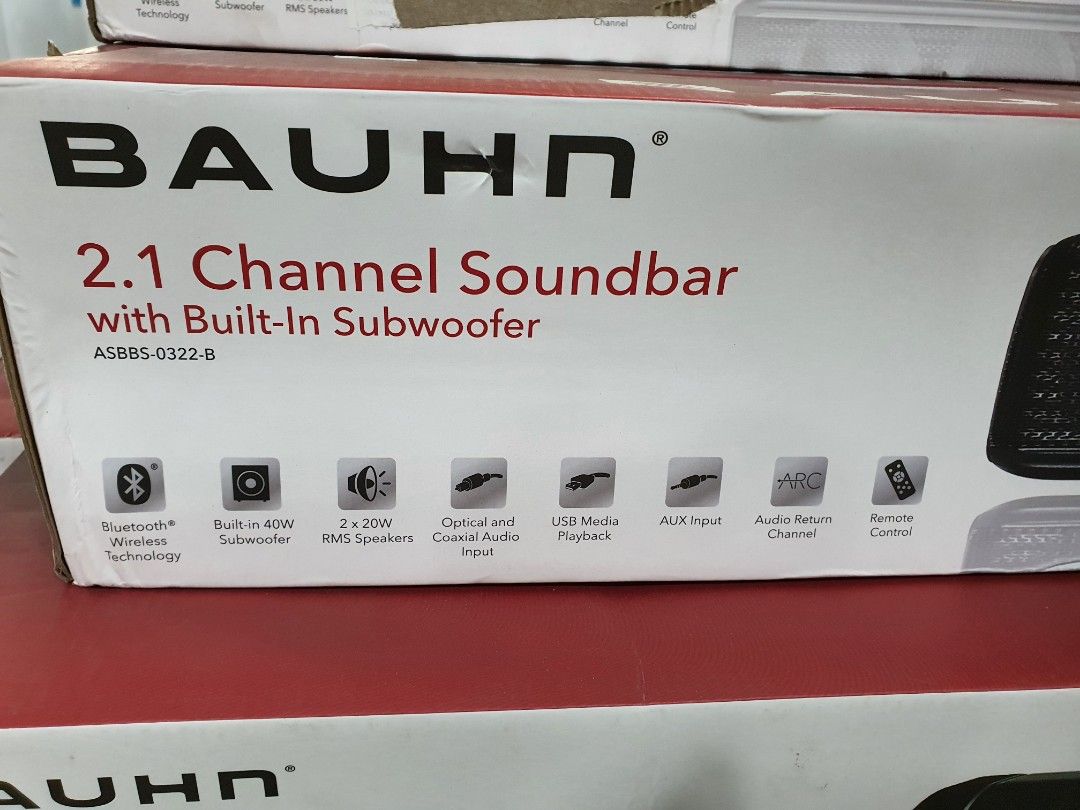 Wireless
Technology
Subwoofer
RMS Speakers
Channel
Control
BAUHN®
2.1 Channel Soundbar
with Built-In Subwoofer
ASBBS-0322-B
Bluetooth®
Wireless
Technology
Built-in 40W
Subwoofer
2 x 20W
RMS Speakers
Optical and
Coaxial Audio
Input
USB Media
Playback
AUX Input
ARC
Audio Return
Channel
Remote
Control
AUHN®